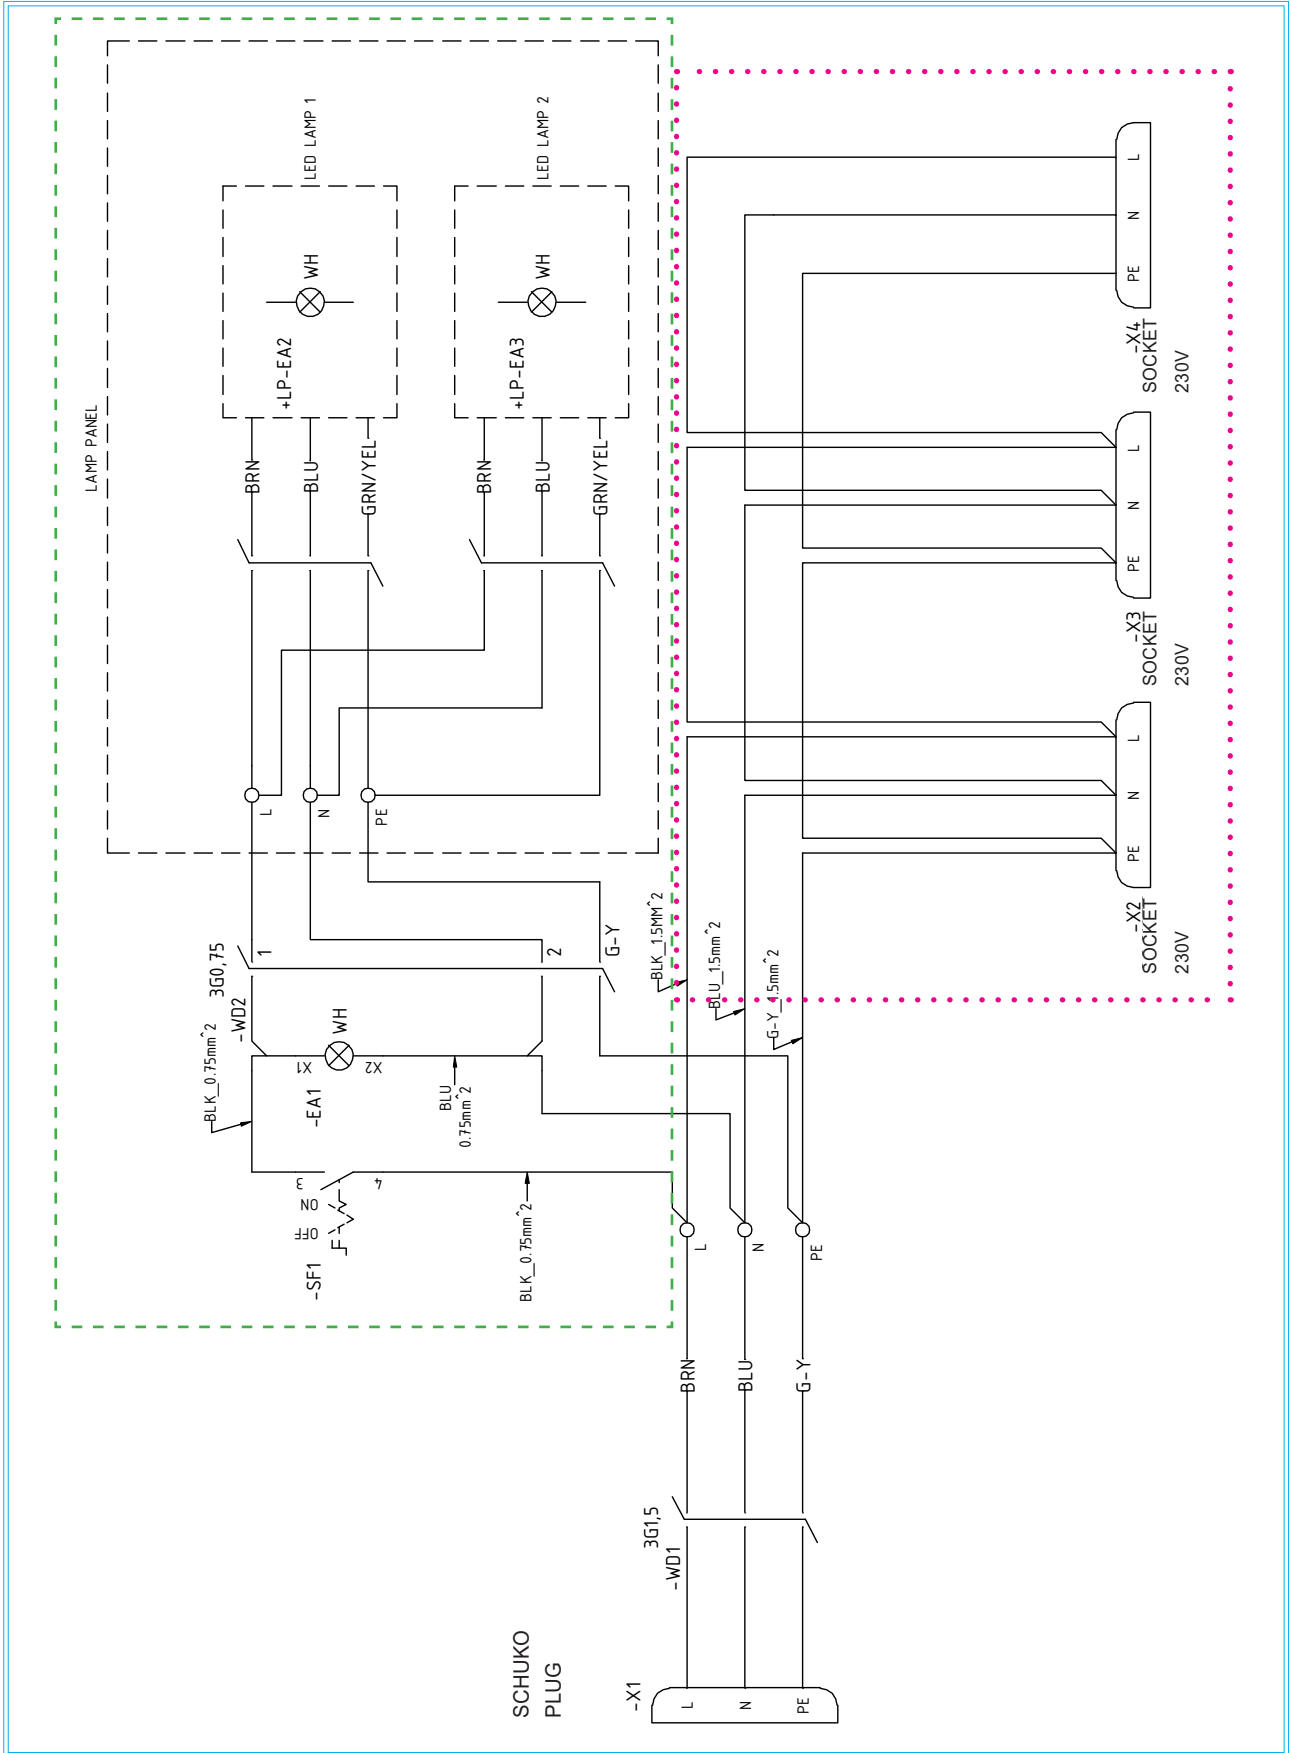 LAMP PANEL
LED LAMP 1
+LP-EA2
WH
BRN
BLU
GRN/YEL
LED LAMP 2
+LP-EA3
WH
BRN
BLU
GRN/YEL
L
N
PE
3G0,75
-WD2
1
2
G-Y
BLK_0.75mm^2
-EA1
X1
X2
WH
BLU
0.75mm^2
-SF1
OFF
ON
3
4
BLK_0.75mm^2
BLK_1.5MM^2
BLU_1.5mm^2
G-Y_1.5mm^2
L
N
PE
-X4
SOCKET
230V
PE
N
L
-X3
SOCKET
230V
PE
N
L
-X2
SOCKET
230V
PE
N
L
BRN
BLU
G-Y
3G1,5
-WD1
SCHUKO
PLUG
-X1
L
N
PE